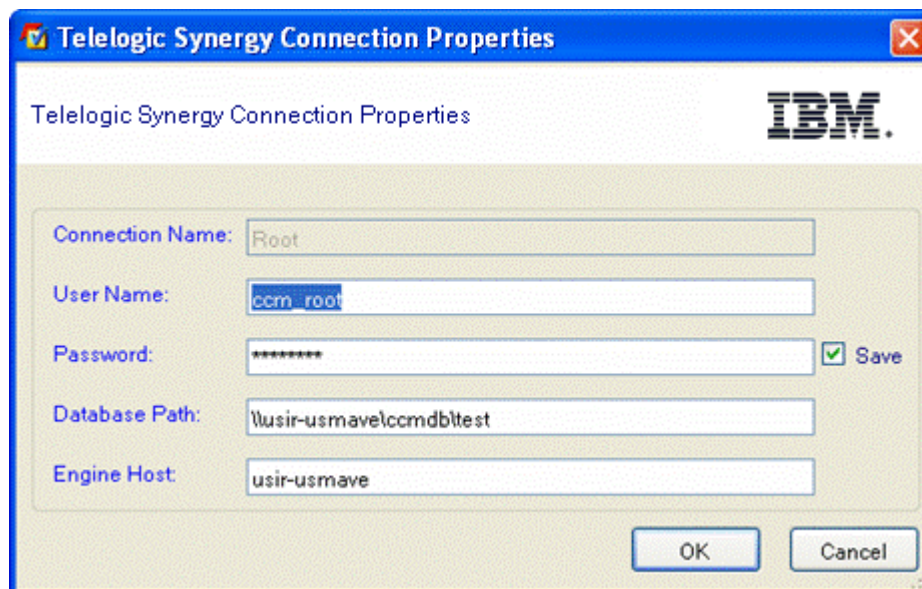 Telelogic Synergy Connection Properties
Telelogic Synergy Connection Properties
IBM.
Connection Name: Root
User Name: ccm_root
Password: ******** Save
Database Path: \\usir-usmave\ccmdb\test
Engine Host: usir-usmave
OK Cancel